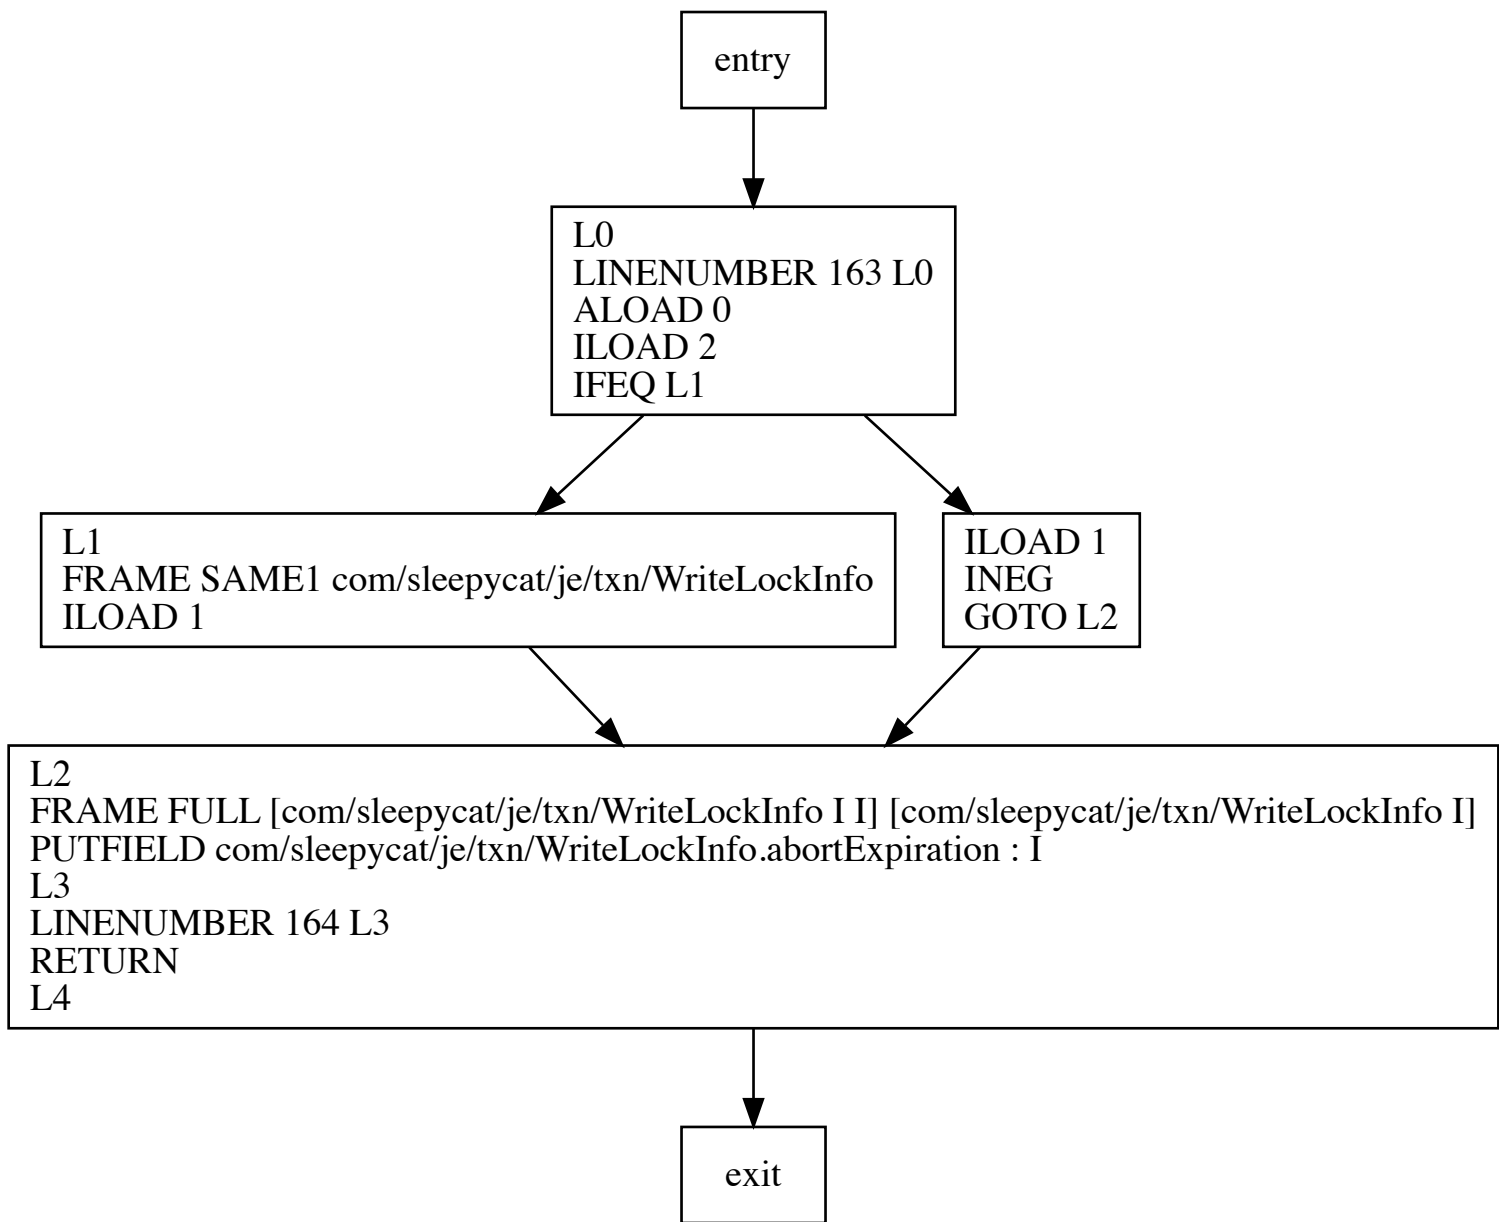 entry
L0
LINENUMBER 163 L0
ALOAD 0
ILOAD 2
IFEQ L1
L1
FRAME SAME1 com/sleepycat/je/txn/WriteLockInfo
ILOAD 1
ILOAD 1
INEG
GOTO L2
L2
FRAME FULL [com/sleepycat/je/txn/WriteLockInfo I I] [com/sleepycat/je/txn/WriteLockInfo I]
PUTFIELD com/sleepycat/je/txn/WriteLockInfo.abortExpiration : I
L3
LINENUMBER 164 L3
RETURN
L4
exit